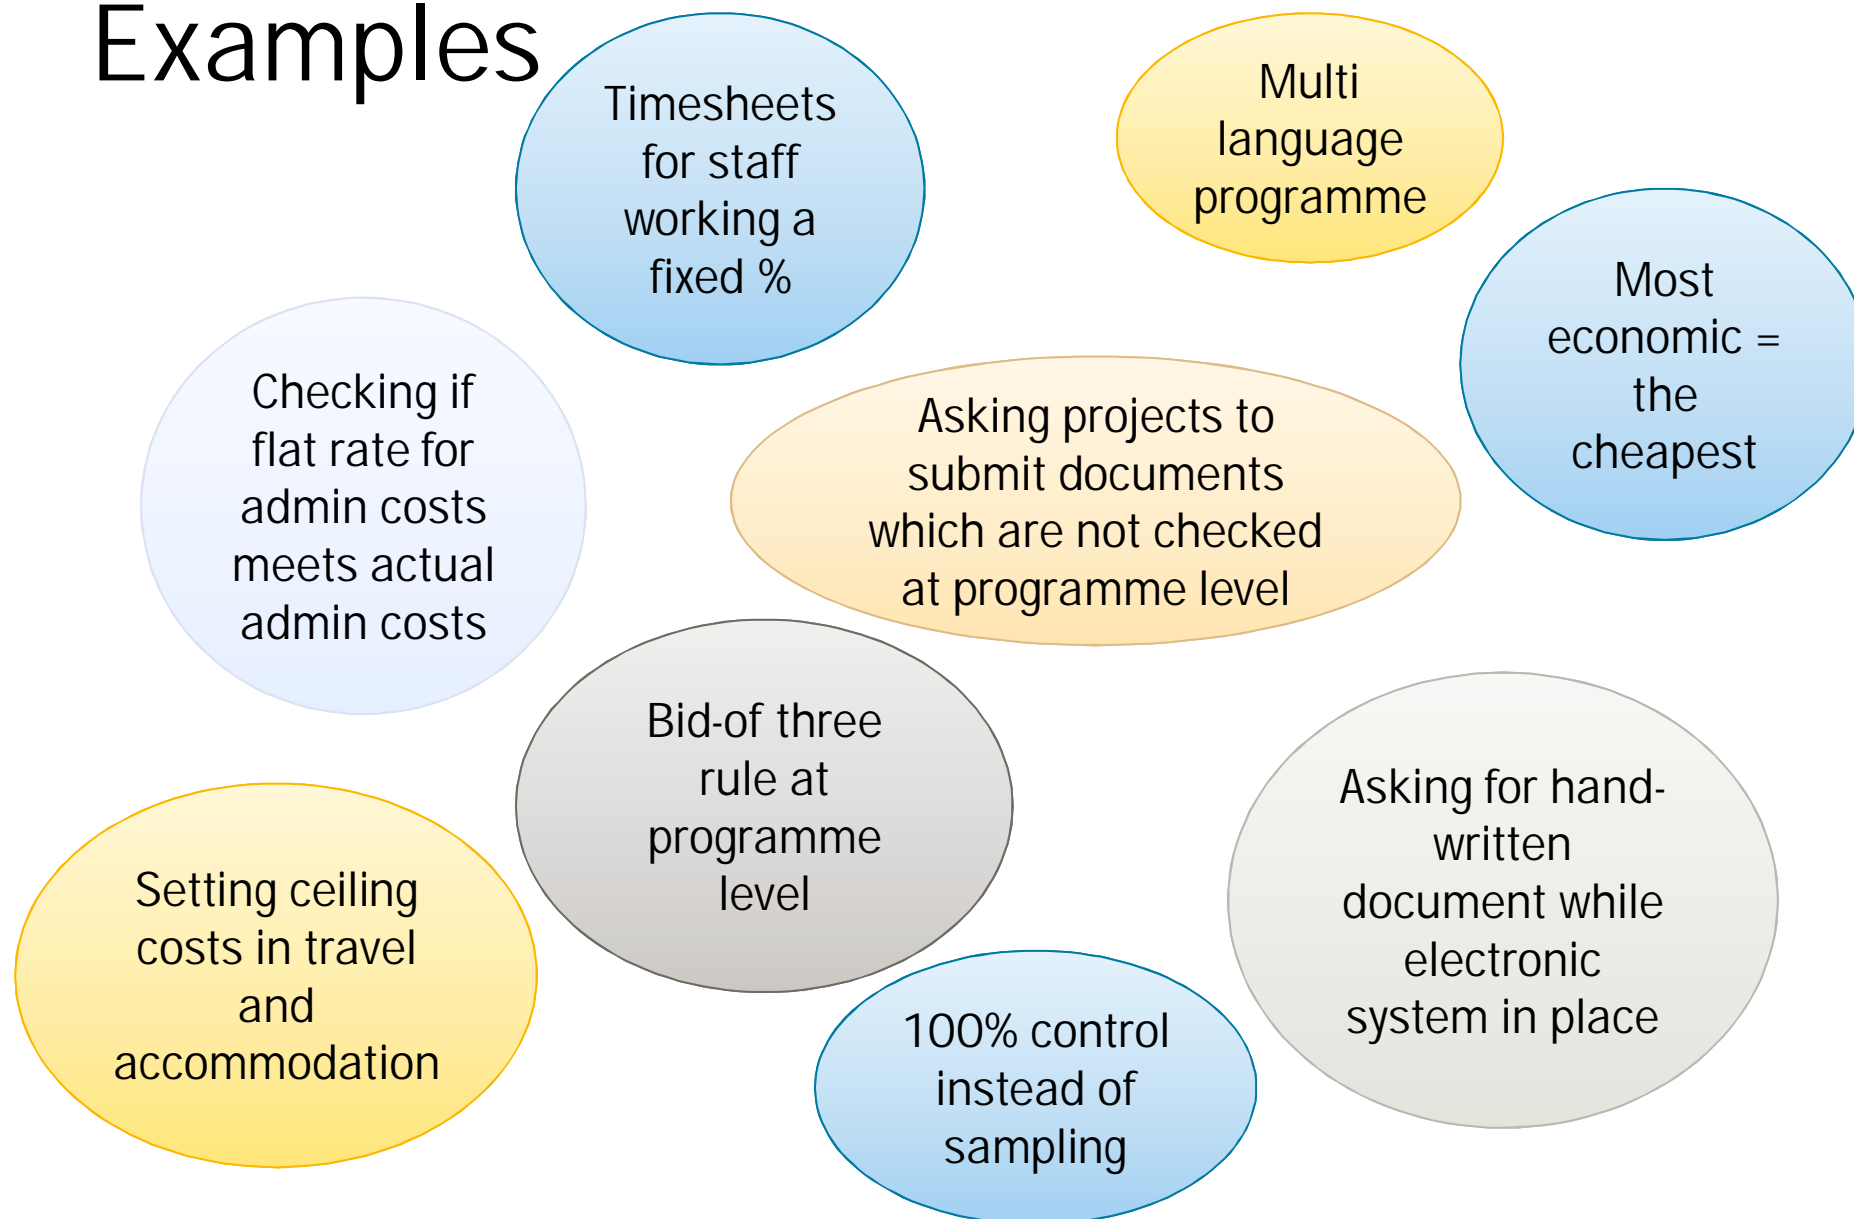 Examples
Timesheets
for staff
working a
fixed %
Multi
language
programme
Most
economic =
the
cheapest
Checking if
flat rate for
admin costs
meets actual
admin costs
Asking projects to
submit documents
which are not checked
at programme level
Bid-of three
rule at
programme
level
Asking for hand-
written
document while
electronic
system in place
Setting ceiling
costs in travel
and
accommodation
100% control
instead of
sampling